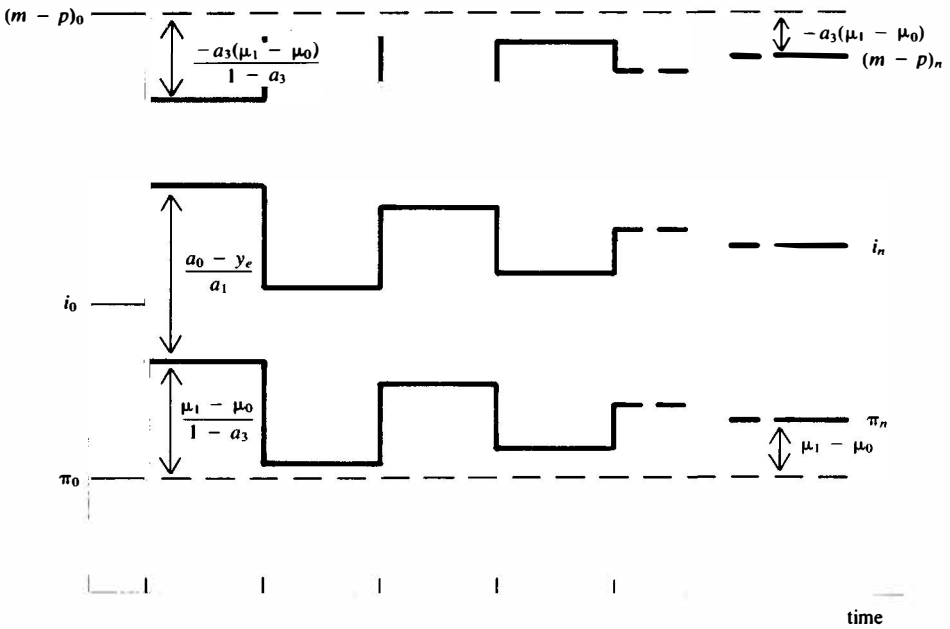 (m − p)₀
−a₃(μ₁ − μ₀)
1 − a₃
−a₃(μ₁ − μ₀)
(m − p)ₙ
a₀ − yₑ
a₁
i₀
iₙ
μ₁ − μ₀
1 − a₃
πₙ
μ₁ − μ₀
π₀
time